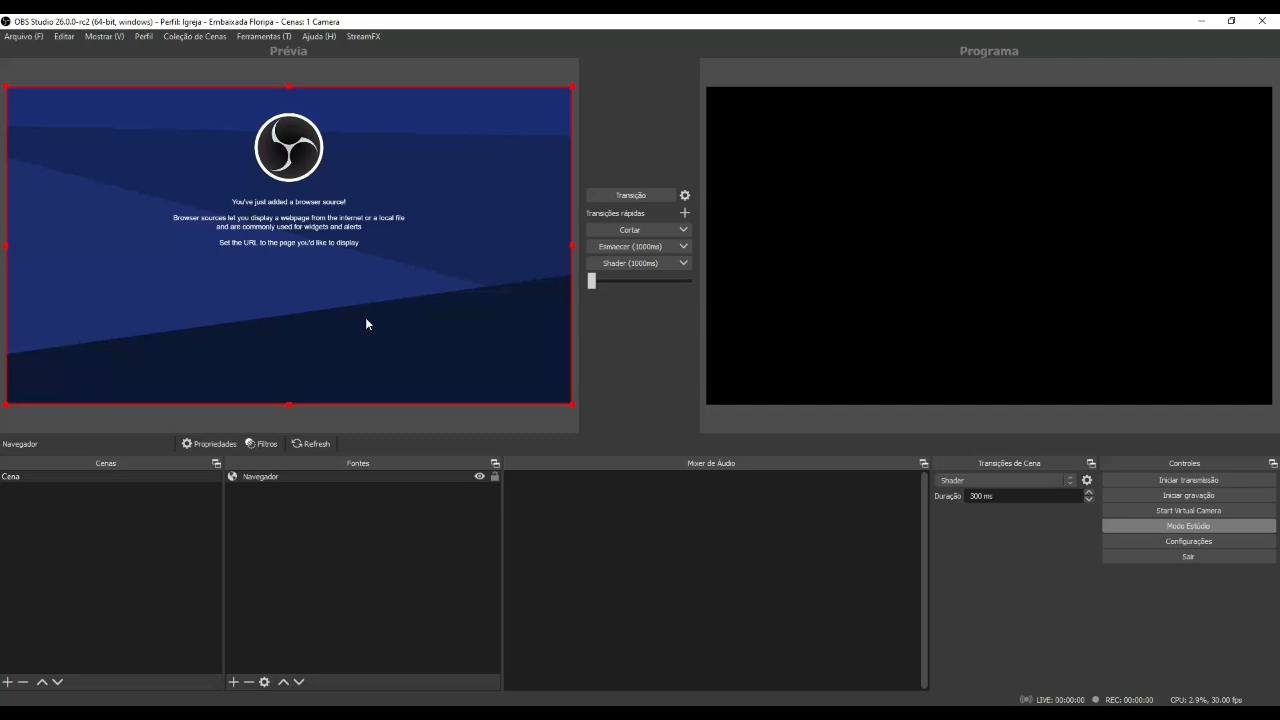 OBS Studio 26.0.0-rc2 (64-bit, windows) - Perfil: Igreja - Embaixada Floripa - Cenas: 1 Camera
Arquivo (F) Editar Mostrar (V) Perfil Coleção de Cenas Ferramentas (T) Ajuda (H) StreamFX
Prévia
Programa
You've just added a browser source!
Browser sources let you display a webpage from the internet or a local file
and are commonly used for widgets and alerts
Set the URL to the page you'd like to display
Transição
Transições rápidas
Cortar
Esmaecer (1000ms)
Shader (1000ms)
Navegador
Propriedades Filtros Refresh
Cenas
Cena
Fontes
Navegador
Mixer de Áudio
Transições de Cena
Shader
Duração 300 ms
Controles
Iniciar transmissão
Iniciar gravação
Start Virtual Camera
Modo Estúdio
Configurações
Sair
LIVE: 00:00:00 REC: 00:00:00 CPU: 2.9%, 30.00 fps